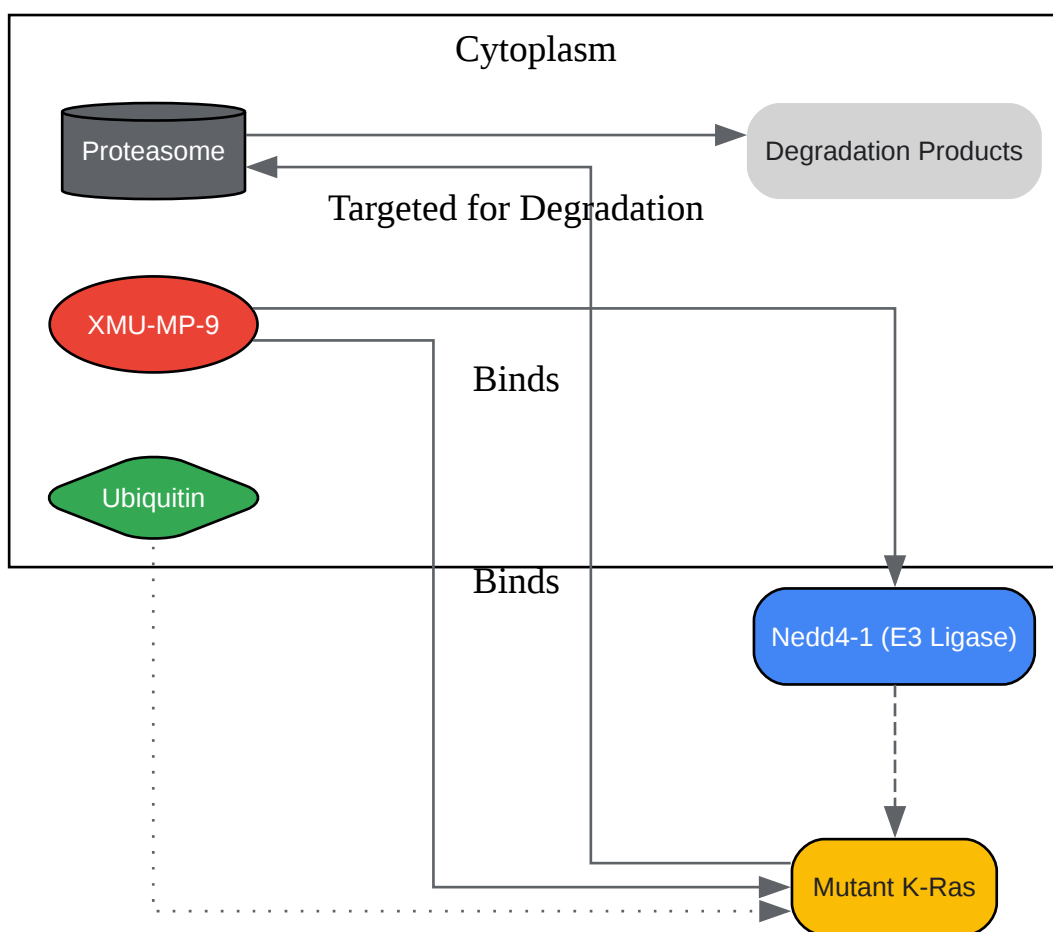 Cytoplasm
Proteasome
Degradation Products
Targeted for Degradation
XMU-MP-9
Binds
Ubiquitin
Binds
Nedd4-1 (E3 Ligase)
Mutant K-Ras